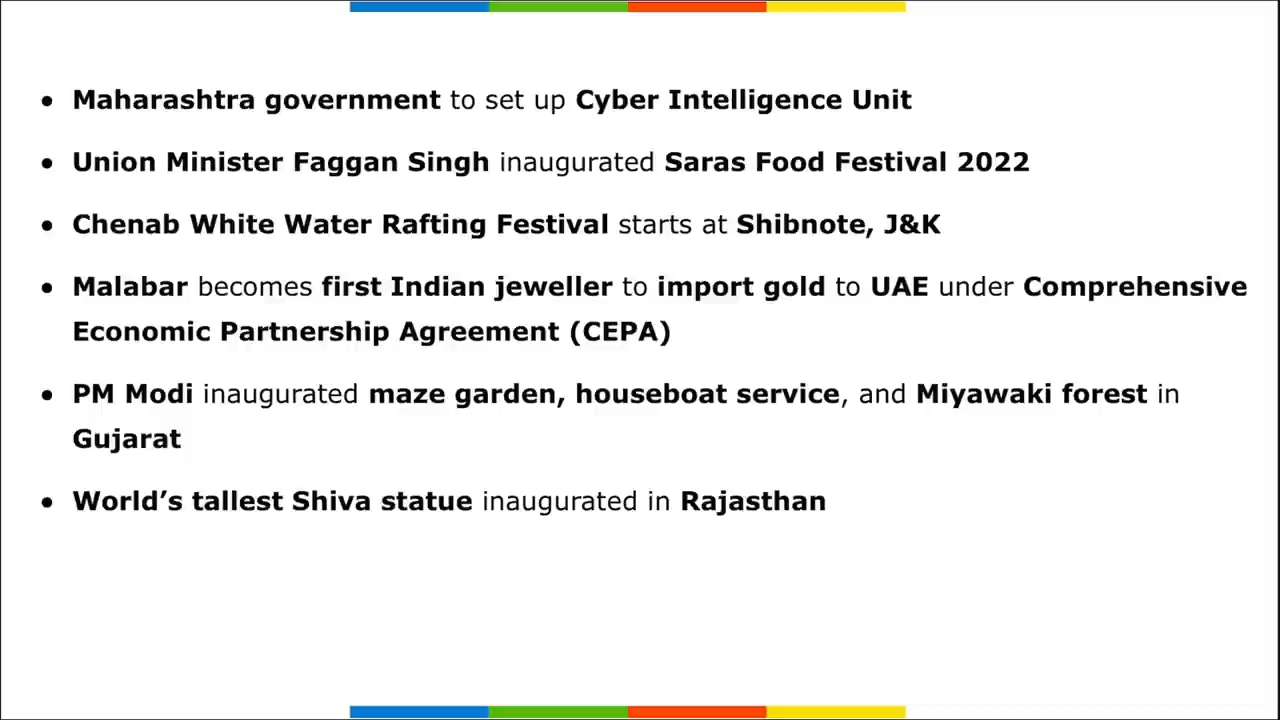 • Maharashtra government to set up Cyber Intelligence Unit
• Union Minister Faggan Singh inaugurated Saras Food Festival 2022
• Chenab White Water Rafting Festival starts at Shibnote, J&K
• Malabar becomes first Indian jeweller to import gold to UAE under Comprehensive
Economic Partnership Agreement (CEPA)
• PM Modi inaugurated maze garden, houseboat service, and Miyawaki forest in
Gujarat
• World’s tallest Shiva statue inaugurated in Rajasthan